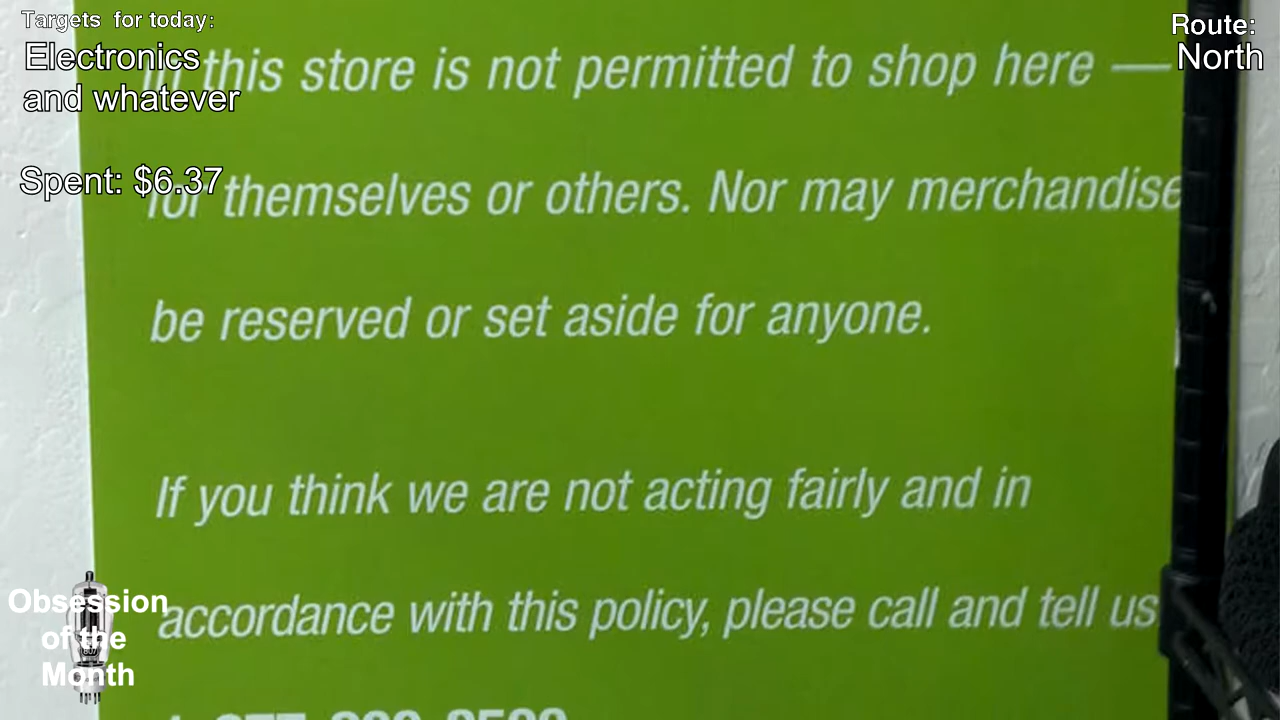 Targets for today:
Electronics
and whatever
Spent: $6.37
Route:
North
in this store is not permitted to shop here —
for themselves or others. Nor may merchandise
be reserved or set aside for anyone.
If you think we are not acting fairly and in
accordance with this policy, please call and tell us
Obsession
of the
Month